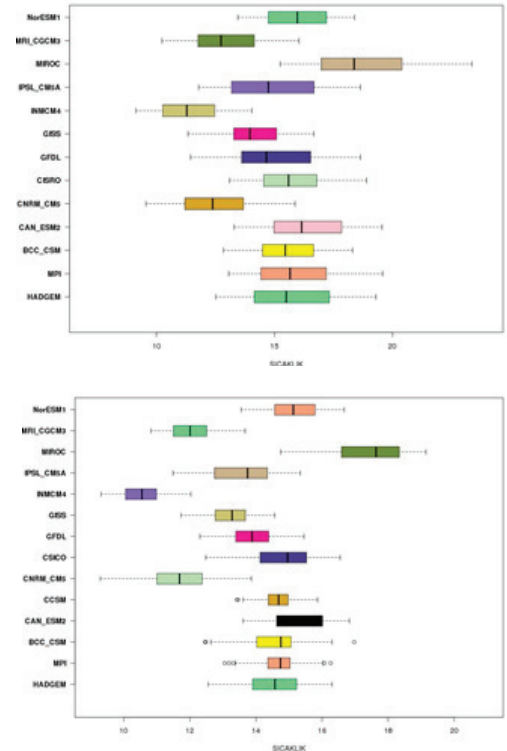 NorESM1
MRI_CGCM3
MIROC
IPSL_CM5A
INMCM4
GISS
GFDL
CISRO
CNRM_CM5
CAN_ESM2
BCC_CSM
MPI
HADGEM
10 15 20
SICAKLIK
NorESM1
MRI_CGCM3
MIROC
IPSL_CM5A
INMCM4
GISS
GFDL
CSICO
CNRM_CM5
CCSM
CAN_ESM2
BCC_CSM
MPI
HADGEM
10 12 14 16 18 20
SICAKLIK